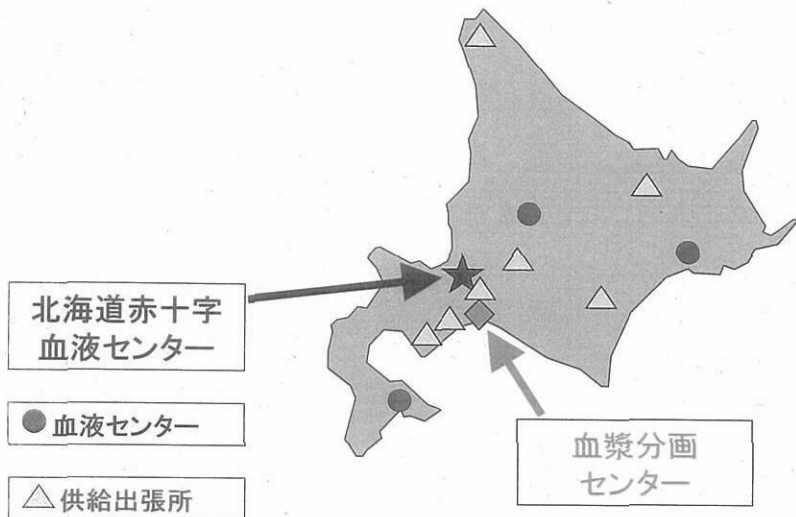 北海道赤十字
血液センター
血液センター
供給出張所
血漿分画
センター